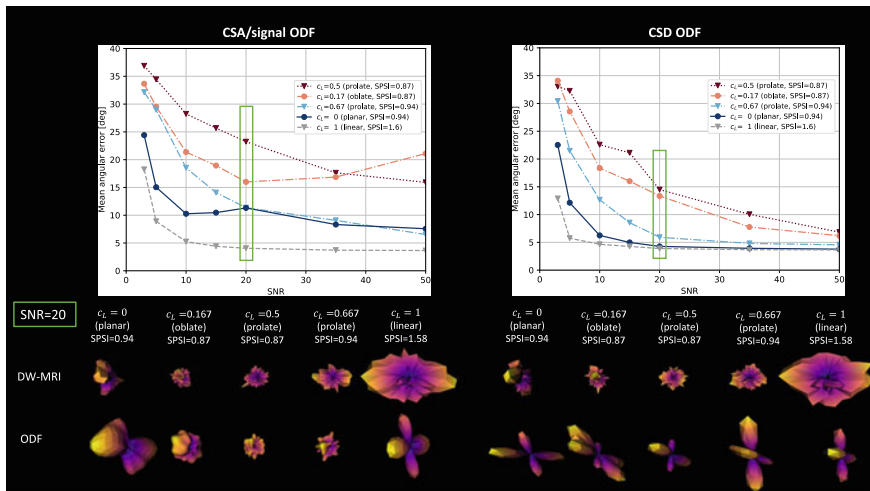 CSA/signal ODF
CSD ODF
Mean angular error [deg]
40
35
30
25
20
15
10
5
0
0
10
20
30
40
50
SNR
c_L=0.5 (prolate, SPSI=0.87)
c_L=0.17 (oblate, SPSI=0.87)
c_L=0.67 (prolate, SPSI=0.94)
c_L= 0 (planar, SPSI=0.94)
c_L= 1 (linear, SPSI=1.6)
Mean angular error [deg]
40
35
30
25
20
15
10
5
0
0
10
20
30
40
50
SNR
c_L=0.5 (prolate, SPSI=0.87)
c_L=0.17 (oblate, SPSI=0.87)
c_L=0.67 (prolate, SPSI=0.94)
c_L= 0 (planar, SPSI=0.94)
c_L= 1 (linear, SPSI=1.6)
SNR=20
c_L = 0
(planar)
SPSI=0.94
c_L =0.167
(oblate)
SPSI=0.87
c_L =0.5
(prolate)
SPSI=0.87
c_L =0.667
(prolate)
SPSI=0.94
c_L = 1
(linear)
SPSI=1.58
c_L = 0
(planar)
SPSI=0.94
c_L =0.167
(oblate)
SPSI=0.87
c_L =0.5
(prolate)
SPSI=0.87
c_L =0.667
(prolate)
SPSI=0.94
c_L = 1
(linear)
SPSI=1.58
DW-MRI
ODF